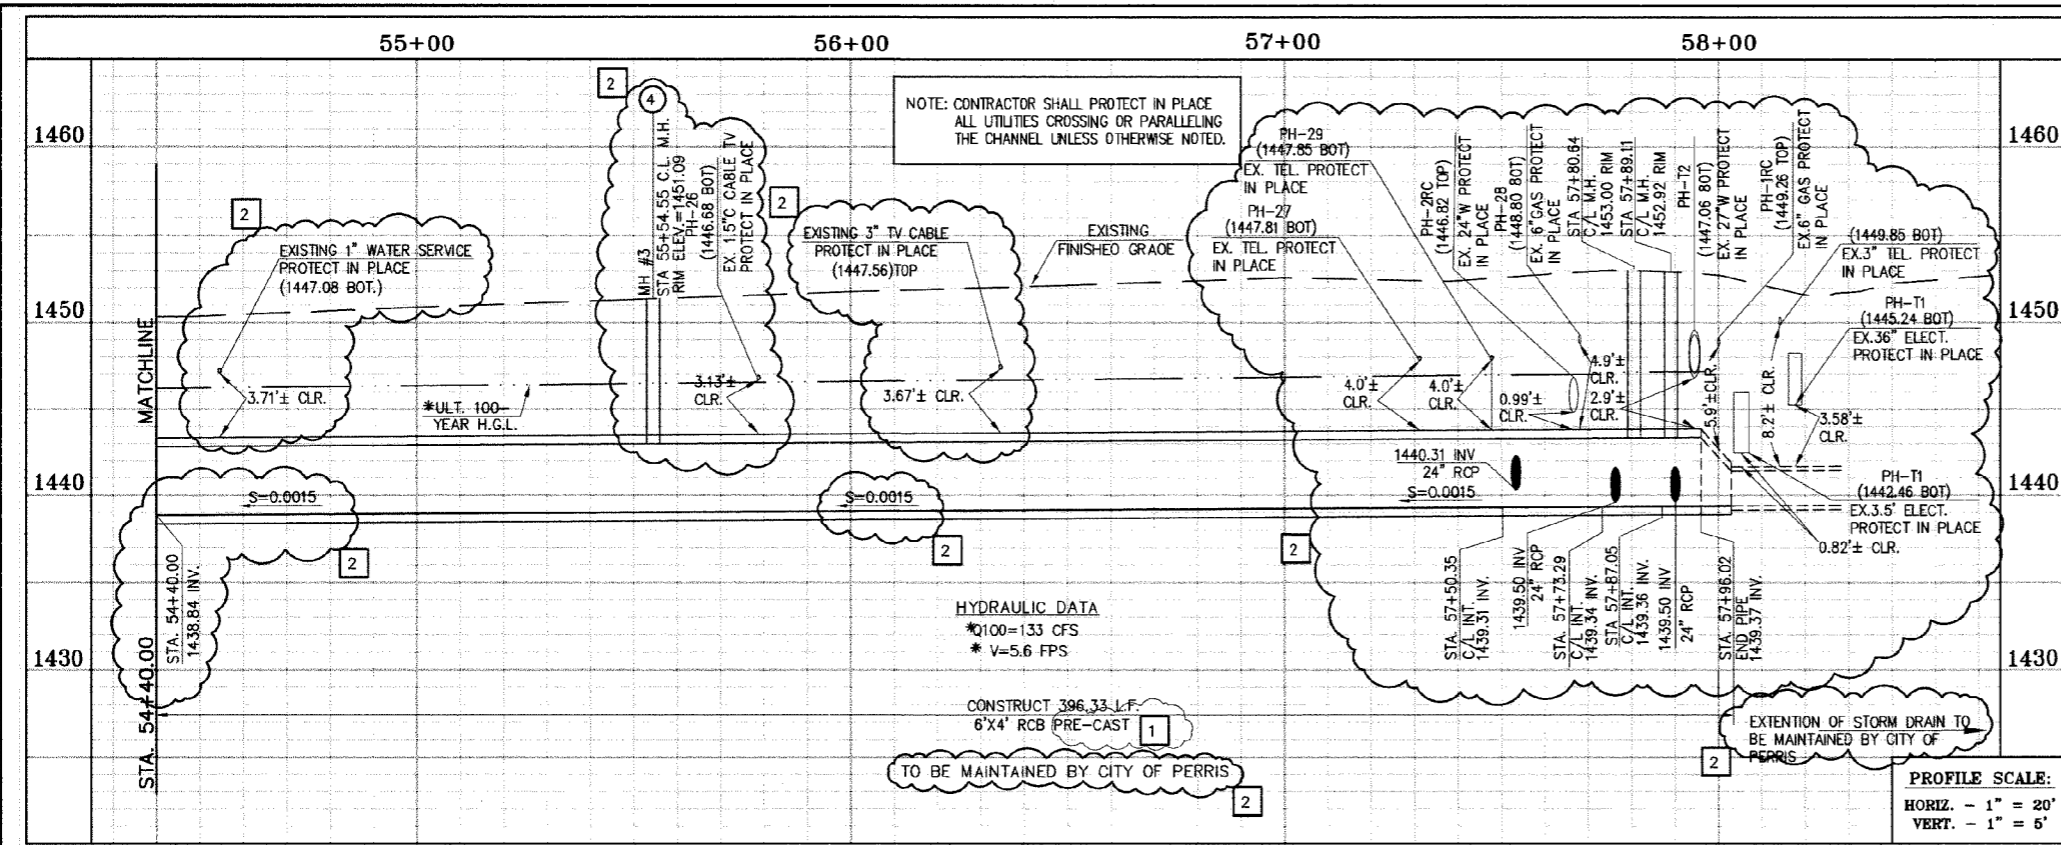 55+00
56+00
57+00
58+00
1460
1450
1440
1430
1460
1450
1440
1430
MATCHLINE
STA. 54+40.00
2
EXISTING 1" WATER SERVICE
PROTECT IN PLACE
(1447.08 BOT.)
3.71'± CLR.
*ULT. 100-
YEAR H.G.L.
2
4
MH #3
STA 55+54.55 C.L. M.H.
RIM ELEV.=1451.09
PH-26
(1446.68 BOT)
EX. 1.5"C CABLE TV
PROTECT IN PLACE
3.13'±
CLR.
2
EXISTING 3" TV CABLE
PROTECT IN PLACE
(1447.56)TOP
3.67'± CLR.
NOTE: CONTRACTOR SHALL PROTECT IN PLACE
ALL UTILITIES CROSSING OR PARALLELING
THE CHANNEL UNLESS OTHERWISE NOTED.
EXISTING
FINISHED GRADE
PH-29
(1447.85 BOT)
EX. TEL. PROTECT
IN PLACE
PH-27
(1447.81 BOT)
EX. TEL. PROTECT
IN PLACE
PH-2RC
(1446.82 TOP)
EX. 24"W PROTECT
IN PLACE
PH-28
(1448.80 BOT)
EX. 6"GAS PROTECT
IN PLACE
STA 57+80.64
C/L M.H.
1453.00 RIM
STA 57+89.11
C/L M.H.
1452.92 RIM
PH-T2
(1447.06 BOT)
EX. 27"W PROTECT
IN PLACE
PH-1RC
(1449.26 TOP)
EX.6" GAS PROTECT
IN PLACE
(1449.85 BOT)
EX.3" TEL. PROTECT
IN PLACE
PH-T1
(1445.24 BOT)
EX.36" ELECT.
PROTECT IN PLACE
4.0'±
CLR.
4.0'±
CLR.
0.99'±
CLR.
4.9'±
CLR.
2.9'±
CLR.
5.9'± CLR.
8.2'± CLR.
3.58'±
CLR.
PH-T1
(1442.46 BOT)
EX.3.5' ELECT.
PROTECT IN PLACE
0.82'± CLR.
S=0.0015
2
STA. 54+40.00
1438.84 INV.
S=0.0015
2
1440.31 INV
24" RCP
S=0.0015
2
STA. 57+50.35
C/L INT.
1439.31 INV.
1439.50 INV
24" RCP
STA. 57+73.29
C/L INT.
1439.34 INV.
STA 57+87.05
C/L INT.
1439.36 INV.
1439.50 INV
24" RCP
STA. 57+96.02
END PIPE
1439.37 INV.
HYDRAULIC DATA
*Q100=133 CFS
* V=5.6 FPS
CONSTRUCT 396.33 L.F.
6'X4' RCB PRE-CAST
1
TO BE MAINTAINED BY CITY OF PERRIS
2
EXTENTION OF STORM DRAIN TO
BE MAINTAINED BY CITY OF
PERRIS
2
PROFILE SCALE:
HORIZ. - 1" = 20'
VERT. - 1" = 5'